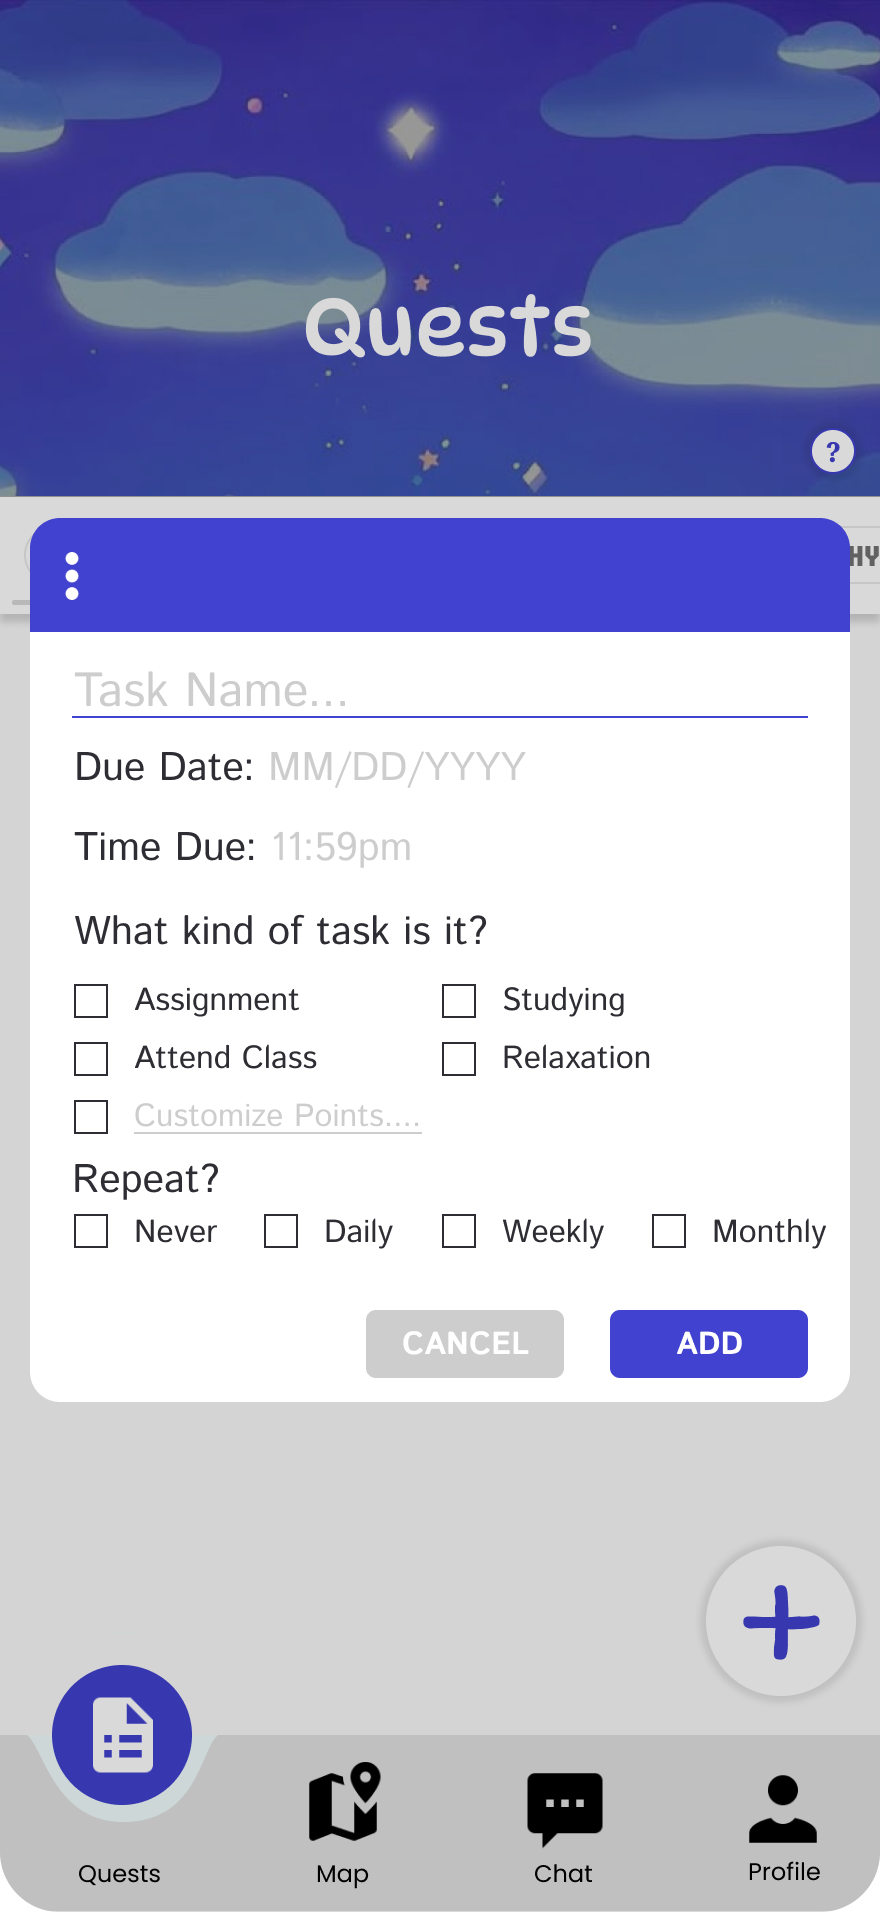 Quests
?
HY
Task Name...
Due Date: MM/DD/YYYY
Time Due: 11:59pm
What kind of task is it?
Assignment Studying
Attend Class Relaxation
Customize Points....
Repeat?
Never Daily Weekly Monthly
CANCEL ADD
Quests Map Chat Profile